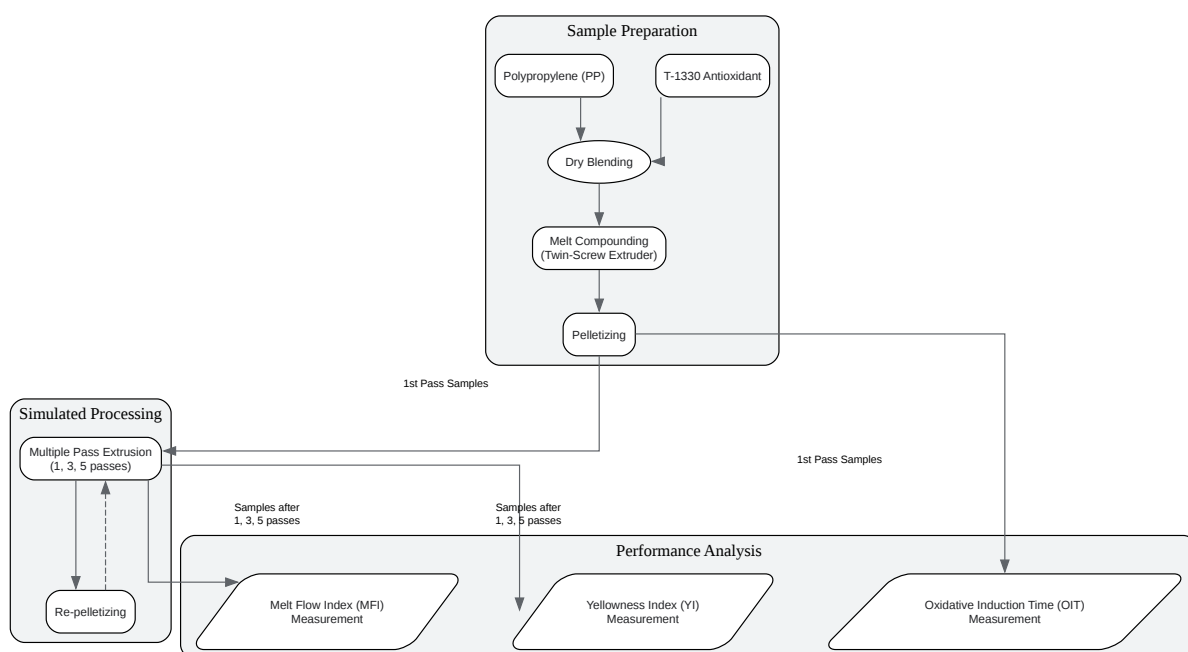 Sample Preparation
Polypropylene (PP)
T-1330 Antioxidant
Dry Blending
Melt Compounding
(Twin-Screw Extruder)
Pelletizing
1st Pass Samples
Simulated Processing
Multiple Pass Extrusion
(1, 3, 5 passes)
1st Pass Samples
Samples after
1, 3, 5 passes
Samples after
1, 3, 5 passes
Performance Analysis
Re-pelletizing
Melt Flow Index (MFI)
Measurement
Yellowness Index (YI)
Measurement
Oxidative Induction Time (OIT)
Measurement